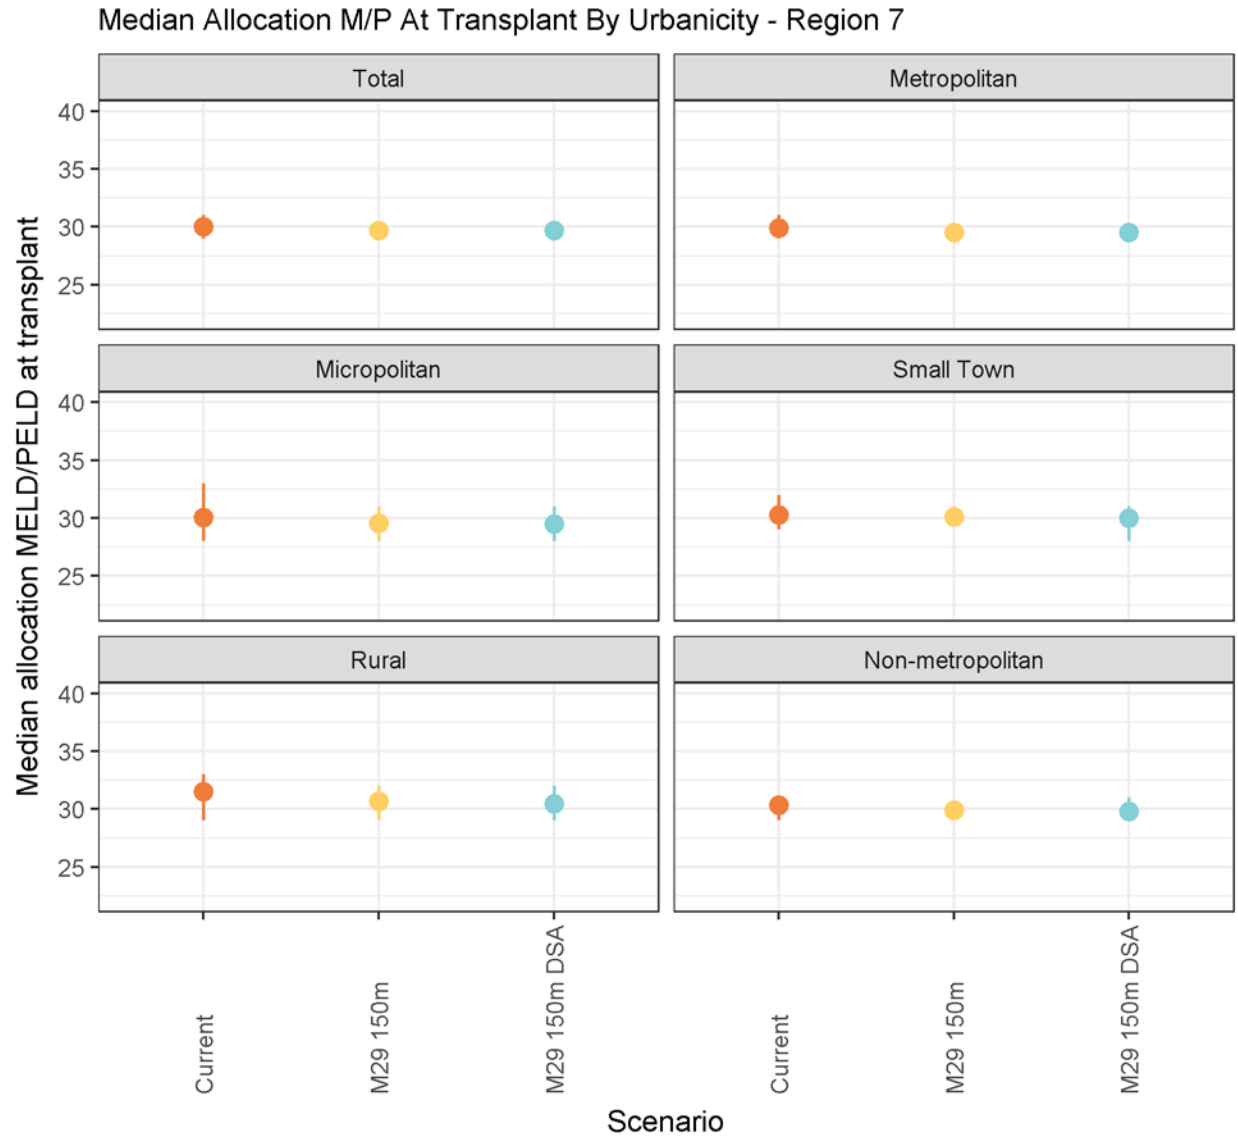 Median Allocation M/P At Transplant By Urbanicity - Region 7
Median allocation MELD/PELD at transplant
Total
Metropolitan
40
35
30
25
Micropolitan
Small Town
40
35
30
25
Rural
Non-metropolitan
40
35
30
25
Current
M29 150m
M29 150m DSA
Current
M29 150m
M29 150m DSA
Scenario